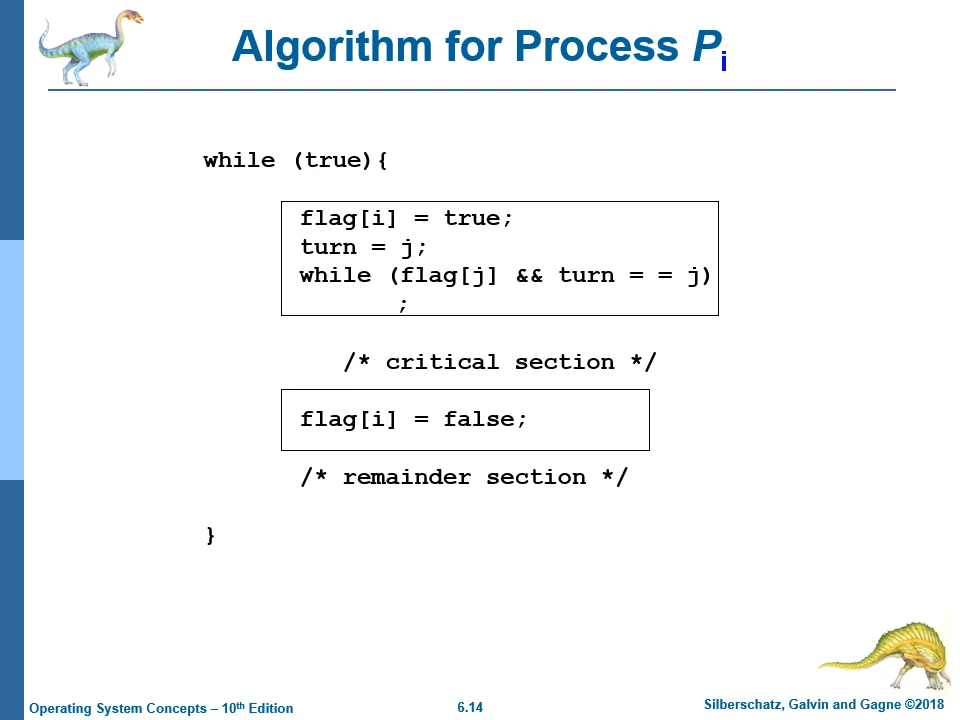 Algorithm for Process Pi
while (true){
flag[i] = true;
turn = j;
while (flag[j] && turn = = j)
;
/* critical section */
flag[i] = false;
/* remainder section */
}
Operating System Concepts – 10th Edition
6.14
Silberschatz, Galvin and Gagne ©2018